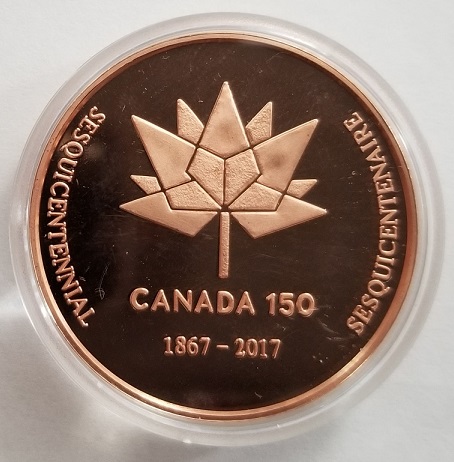 SESQUICENTENNIAL
SESQUICENTENAIRE
CANADA 150
1867 - 2017